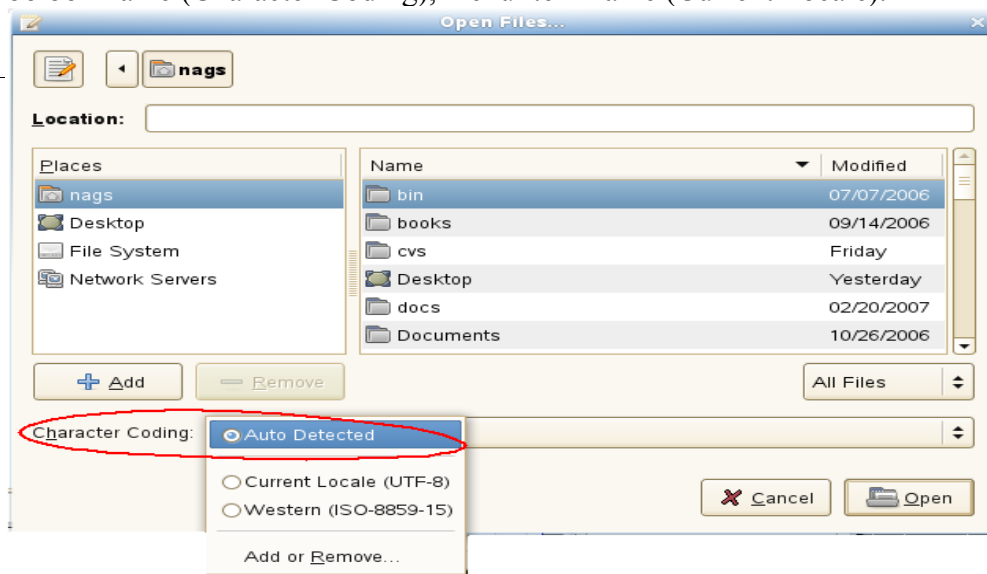 Open Files...
nags
Location:
Places
nags
Desktop
File System
Network Servers
Name Modified
bin 07/07/2006
books 09/14/2006
cvs Friday
Desktop Yesterday
docs 02/20/2007
Documents 10/26/2006
Add Remove All Files
Character Coding: Auto Detected
Current Locale (UTF-8)
Western (ISO-8859-15)
Add or Remove...
Cancel Open